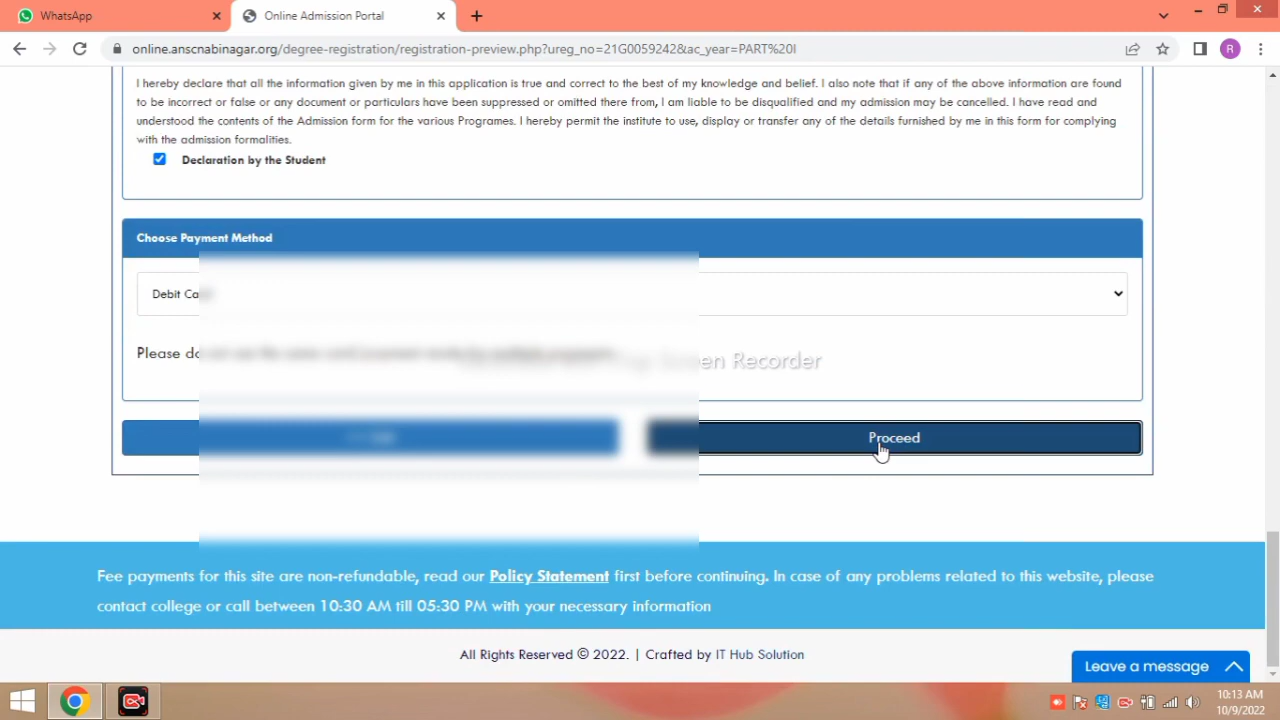 WhatsApp
Online Admission Portal
online.anscnabinagar.org/degree-registration/registration-preview.php?ureg_no=21G0059242&ac_year=PART%20I
R
I hereby declare that all the information given by me in this application is true and correct to the best of my knowledge and belief. I also note that if any of the above information are found
to be incorrect or false or any document or particulars have been suppressed or omitted there from, I am liable to be disqualified and my admission may be cancelled. I have read and
understood the contents of the Admission form for the various Programes. I hereby permit the institute to use, display or transfer any of the details furnished by me in this form for complying
with the admission formalities.
Declaration by the Student
Choose Payment Method
Debit
Please
Screen Recorder
Proceed
Fee payments for this site are non-refundable, read our Policy Statement first before continuing. In case of any problems related to this website, please
contact college or call between 10:30 AM till 05:30 PM with your necessary information
All Rights Reserved © 2022. | Crafted by IT Hub Solution
Leave a message
10:13 AM
10/9/2022